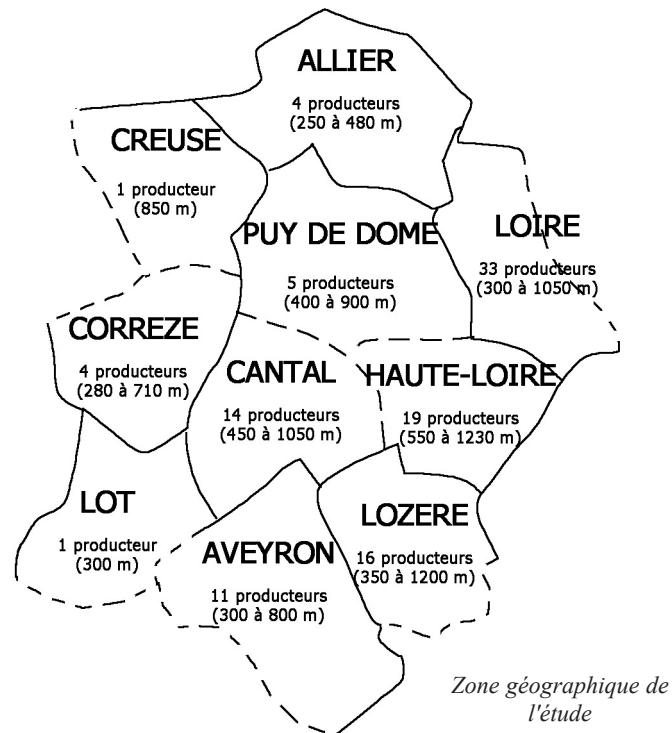 ALLIER
4 producteurs
(250 à 480 m)
CREUSE
1 producteur
(850 m)
PUY DE DOME
5 producteurs
(400 à 900 m)
LOIRE
33 producteurs
(300 à 1050 m)
CORREZE
4 producteurs
(280 à 710 m)
CANTAL
14 producteurs
(450 à 1050 m)
HAUTE-LOIRE
19 producteurs
(550 à 1230 m)
LOT
1 producteur
(300 m)
AVEYRON
11 producteurs
(300 à 800 m)
LOZERE
16 producteurs
(350 à 1200 m)
Zone géographique de
l'étude